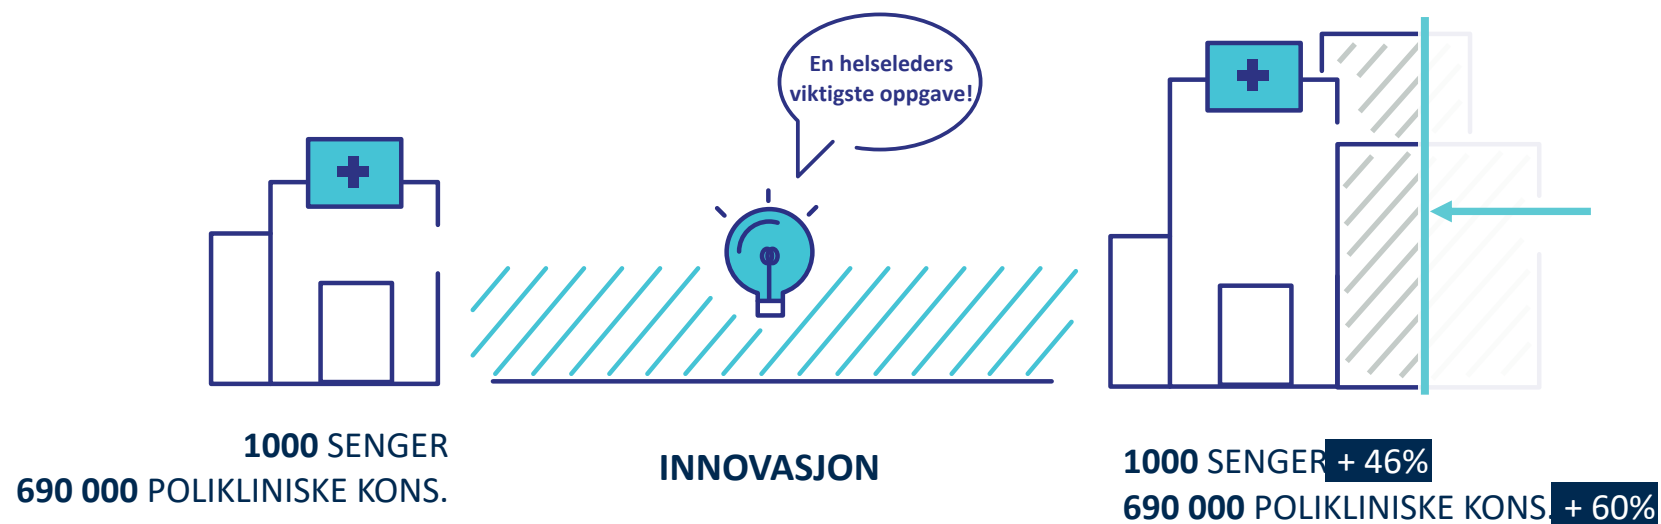 En helseleders
viktigste oppgave!
1000 SENGER
690 000 POLIKLINISKE KONS.
INNOVASJON
1000 SENGER + 46%
690 000 POLIKLINISKE KONS. + 60%